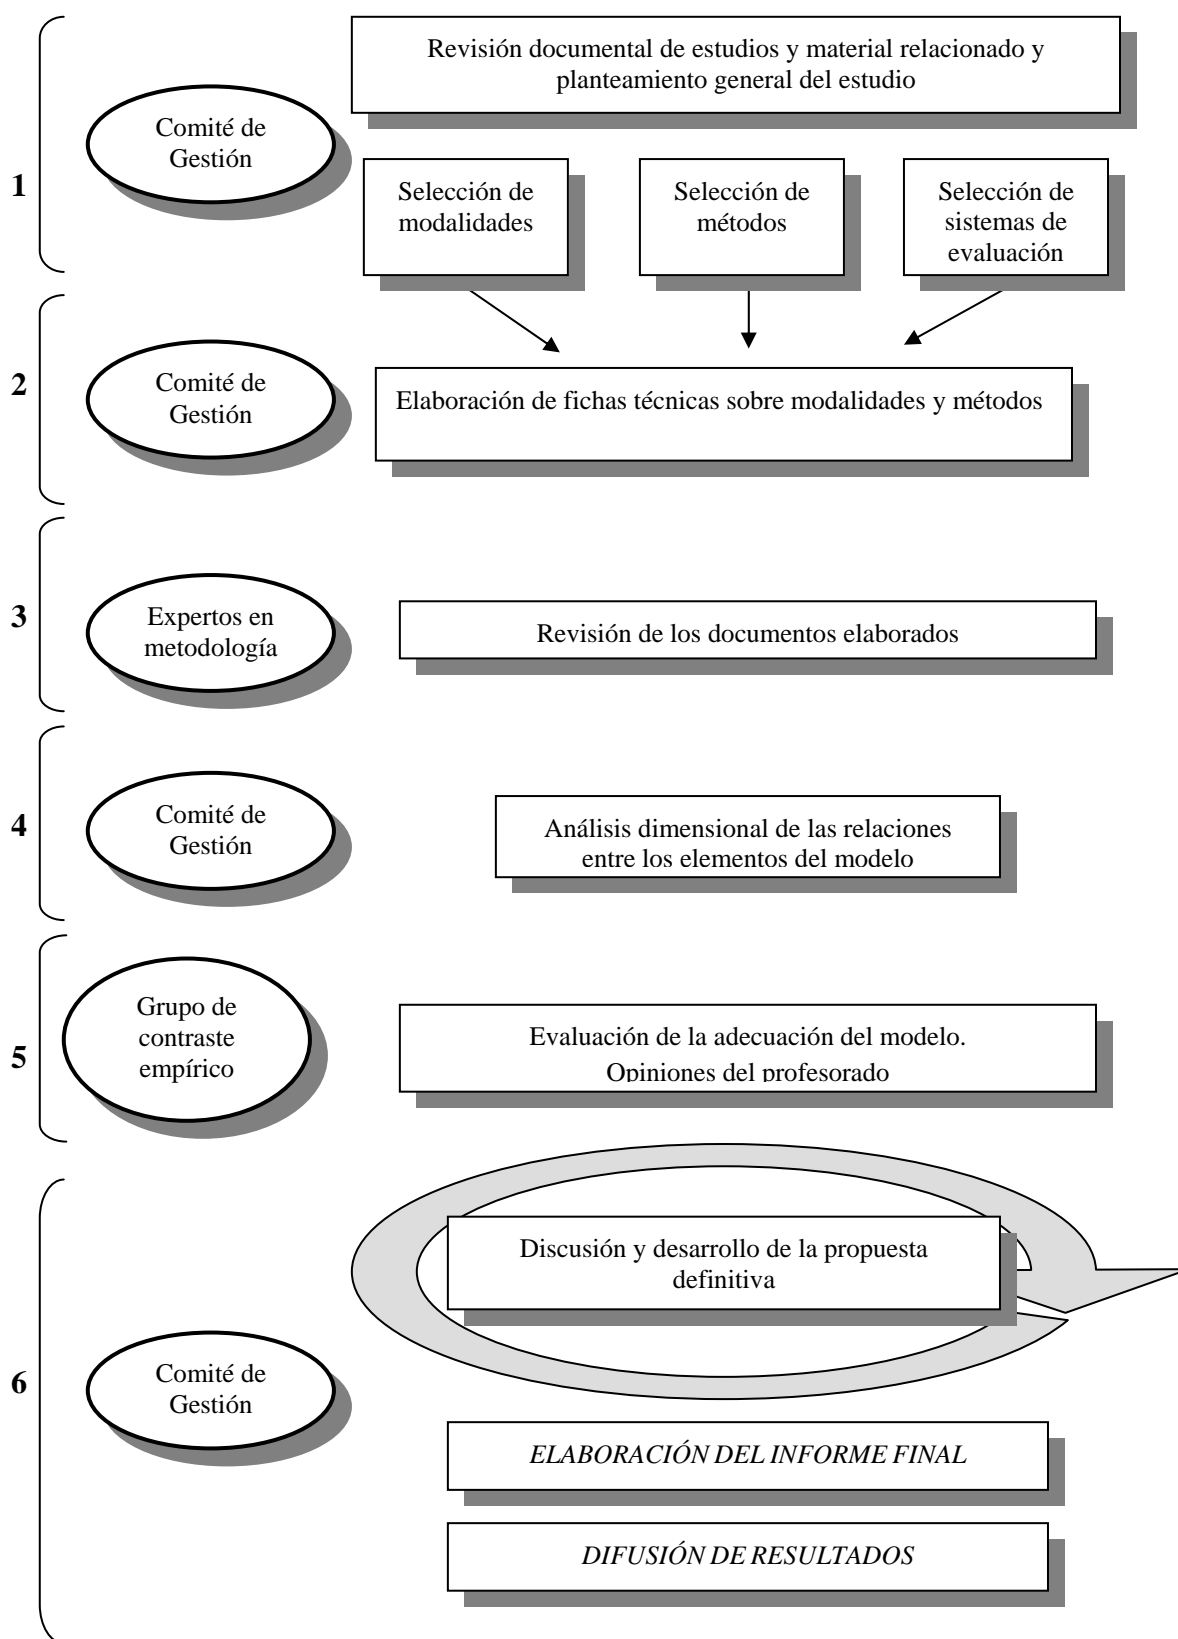 Revisión documental de estudios y material relacionado y
planteamiento general del estudio
Comité de
Gestión
1
Selección de
modalidades
Selección de
métodos
Selección de
sistemas de
evaluación
2
Comité de
Gestión
Elaboración de fichas técnicas sobre modalidades y métodos
3
Expertos en
metodología
Revisión de los documentos elaborados
4
Comité de
Gestión
Análisis dimensional de las relaciones
entre los elementos del modelo
5
Grupo de
contraste
empírico
Evaluación de la adecuación del modelo.
Opiniones del profesorado
Discusión y desarrollo de la propuesta
definitiva
6
Comité de
Gestión
ELABORACIÓN DEL INFORME FINAL
DIFUSIÓN DE RESULTADOS